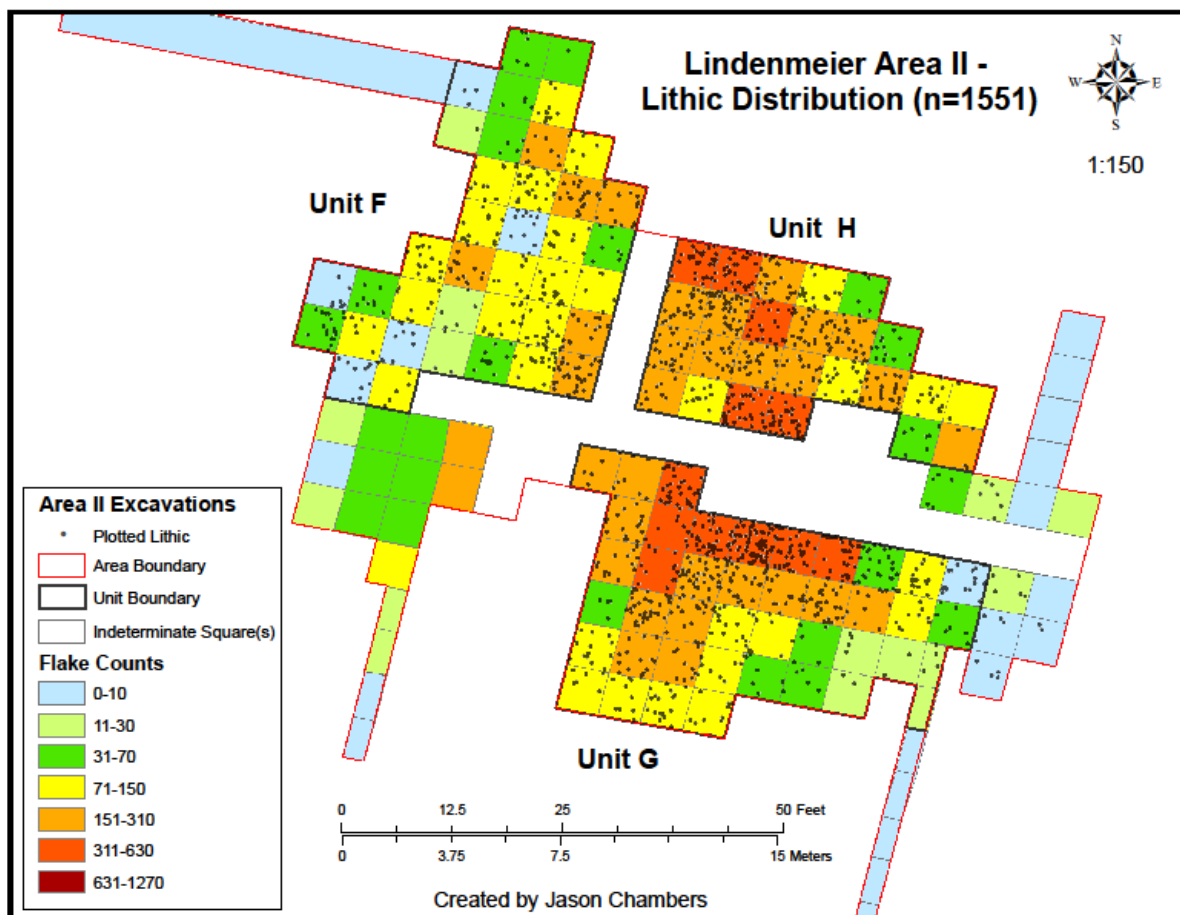 Lindenmeier Area II -
Lithic Distribution (n=1551)
N
W
E
S
1:150
Unit F
Unit H
Area II Excavations
Plotted Lithic
Area Boundary
Unit Boundary
Indeterminate Square(s)
Flake Counts
0-10
11-30
31-70
71-150
151-310
311-630
631-1270
Unit G
0 12.5 25 50 Feet
0 3.75 7.5 15 Meters
Created by Jason Chambers